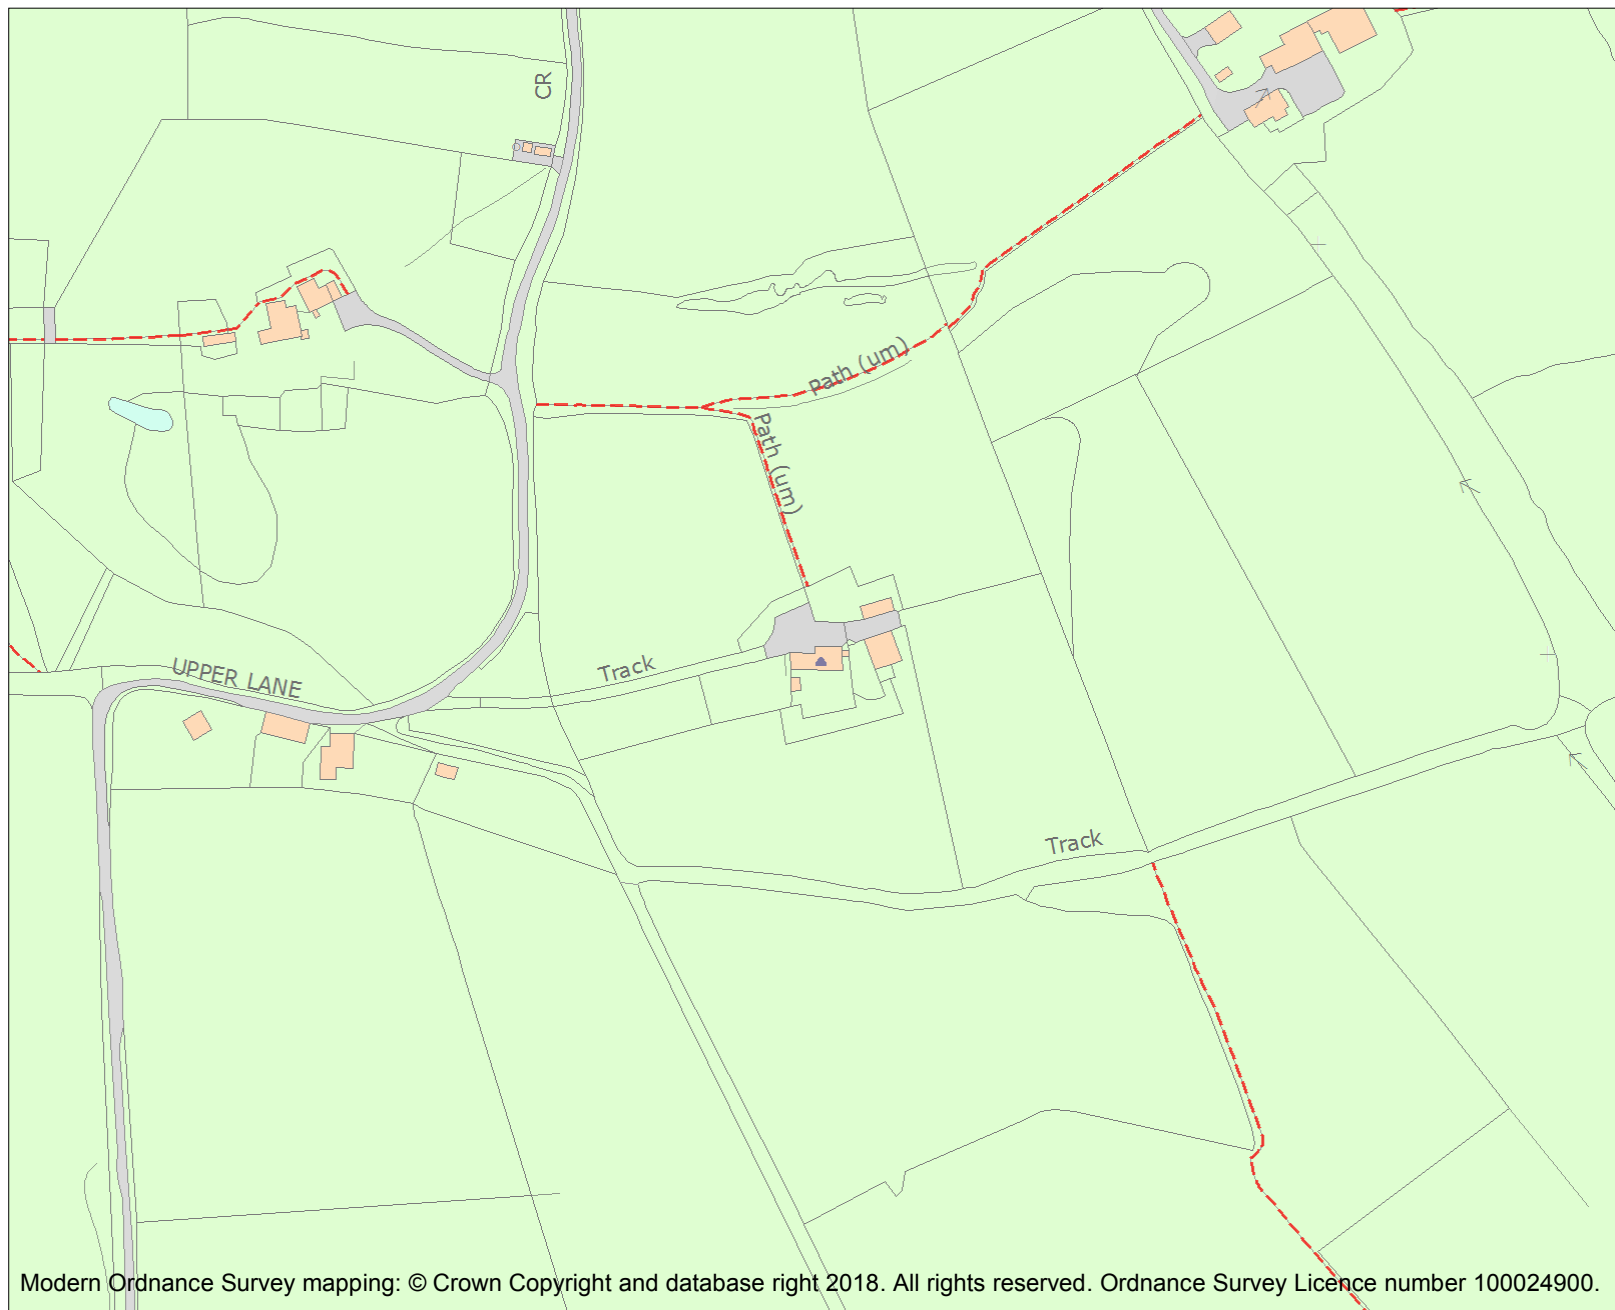 CR
Path (um)
Path (um)
Track
UPPER LANE
Track
Modern Ordnance Survey mapping: © Crown Copyright and database right 2018. All rights reserved. Ordnance Survey Licence number 100024900.